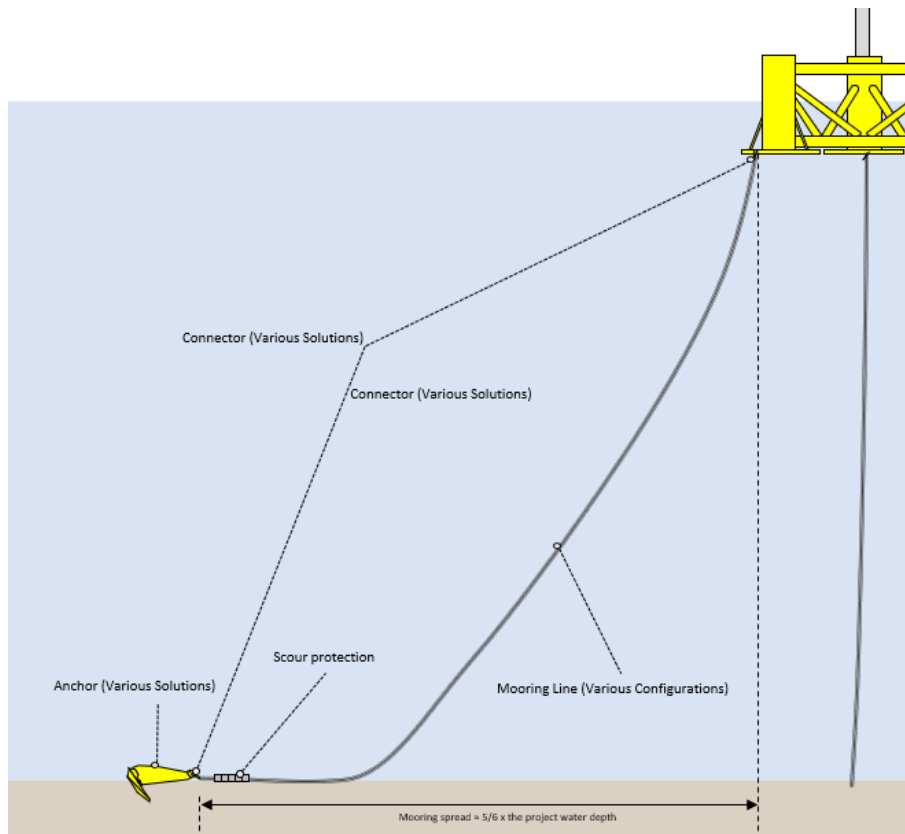 Connector (Various Solutions)
Connector (Various Solutions)
Scour protection
Anchor (Various Solutions)
Mooring Line (Various Configurations)
Mooring spread = 5/6 x the project water depth